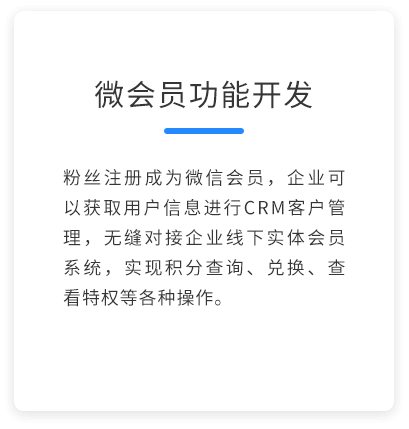 微会员功能开发
粉丝注册成为微信会员，企业可
以获取用户信息进行CRM客户管
理，无缝对接企业线下实体会员
系统，实现积分查询、兑换、查
看特权等各种操作。